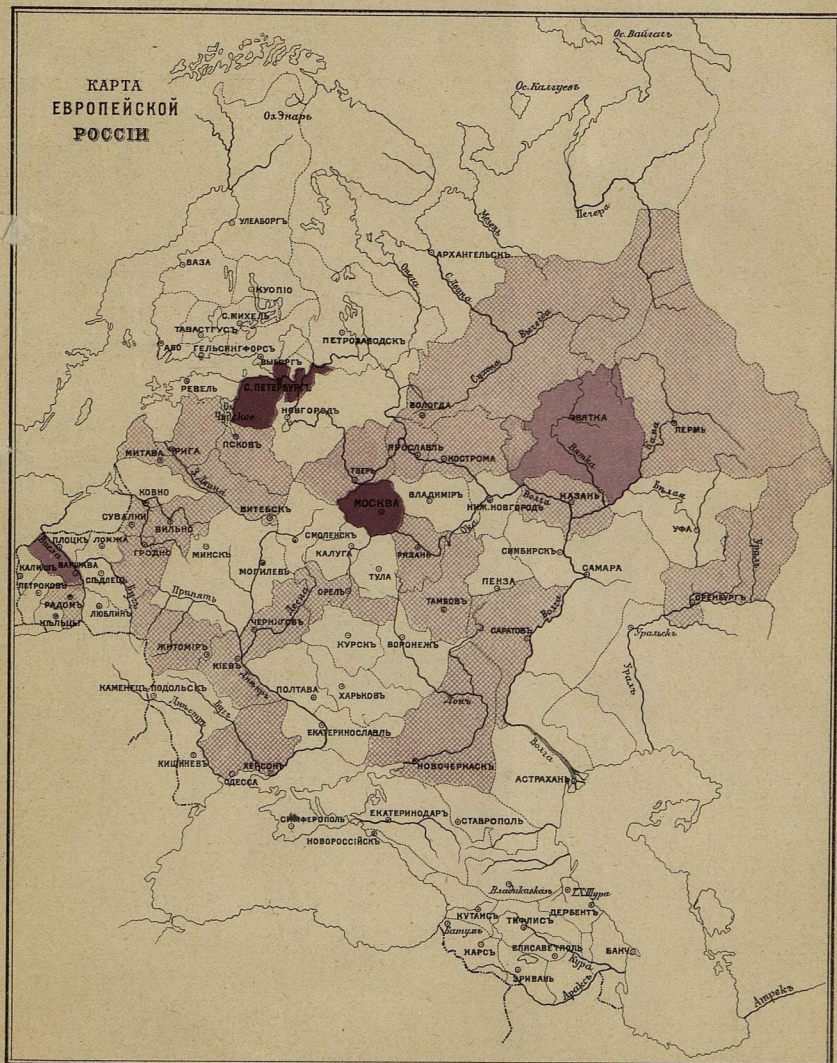 КАРТА
ЕВРОПЕЙСКОЙ
РОССІИ
Ос. Вайгачъ
Ос. Калгуевъ
Оз. Энарь
Печера
Мезень
УЛЕАБОРГЪ
АРХАНГЕЛЬСКЪ
ВАЗА
Онега
С. Двина
КУОПІО
С. МИХЕЛЬ
Вычегда
ТАВАСТГУСЪ
ПЕТРОЗАВОДСКЪ
АБО
ГЕЛЬСИНГФОРСЪ
ВЫБОРГЪ
Сухона
РЕВЕЛЬ
С. ПЕТЕРБУРГЪ
Чудское
НОВГОРОДЪ
ВОЛОГДА
ВЯТКА
Кама
ПЕРМЬ
ПСКОВЪ
МИТАВА
РИГА
ЯРОСЛАВЛЬ
КОСТРОМА
Вятка
З. Двина
ТВЕРЬ
КОВНО
МОСКВА
ВЛАДИМІРЪ
НИЖ. НОВГОРОДЪ
Волга
КАЗАНЬ
Бѣлая
СУВАЛКИ
ВИТЕБСКЪ
ВИЛЬНО
СМОЛЕНСКЪ
Ока
УФА
ПЛОЦКЪ
ЛОМЖА
ГРОДНО
МИНСКЪ
КАЛУГА
РЯЗАНЬ
СИМБИРСКЪ
Уралъ
КАЛИШЪ
ВАРШАВА
МОГИЛЕВЪ
ТУЛА
САМАРА
ПЕТРОКОВЪ
СѢДЛЕЦЪ
Бугъ
ПЕНЗА
РАДОМЪ
ЛЮБЛИНЪ
Припять
Десна
ОРЕЛЪ
ТАМБОВЪ
Волга
ОРЕНБУРГЪ
КѢЛЬЦЫ
ЧЕРНИГОВЪ
САРАТОВЪ
Уральскъ
ЖИТОМІРЪ
КІЕВЪ
КУРСКЪ
ВОРОНЕЖЪ
Уралъ
КАМЕНЕЦЪ ПОДОЛЬСКЪ
Днѣпръ
ПОЛТАВА
ХАРЬКОВЪ
Донъ
Днѣстръ
Бугъ
ЕКАТЕРИНОСЛАВЛЬ
Волга
КИШИНЕВЪ
ХЕРСОНЪ
НОВОЧЕРКАСКЪ
АСТРАХАНЬ
ОДЕССА
СИМФЕРОПОЛЬ
ЕКАТЕРИНОДАРЪ
СТАВРОПОЛЬ
НОВОРОССІЙСКЪ
Владикавказъ
Т.Х.Шура
КУТАИСЪ
ТИФЛИСЪ
ДЕРБЕНТЪ
Батумъ
КАРСЪ
ЕЛИСАВЕТПОЛЬ
БАКУ
Кура
ЭРИВАНЬ
Араксъ
Атрекъ